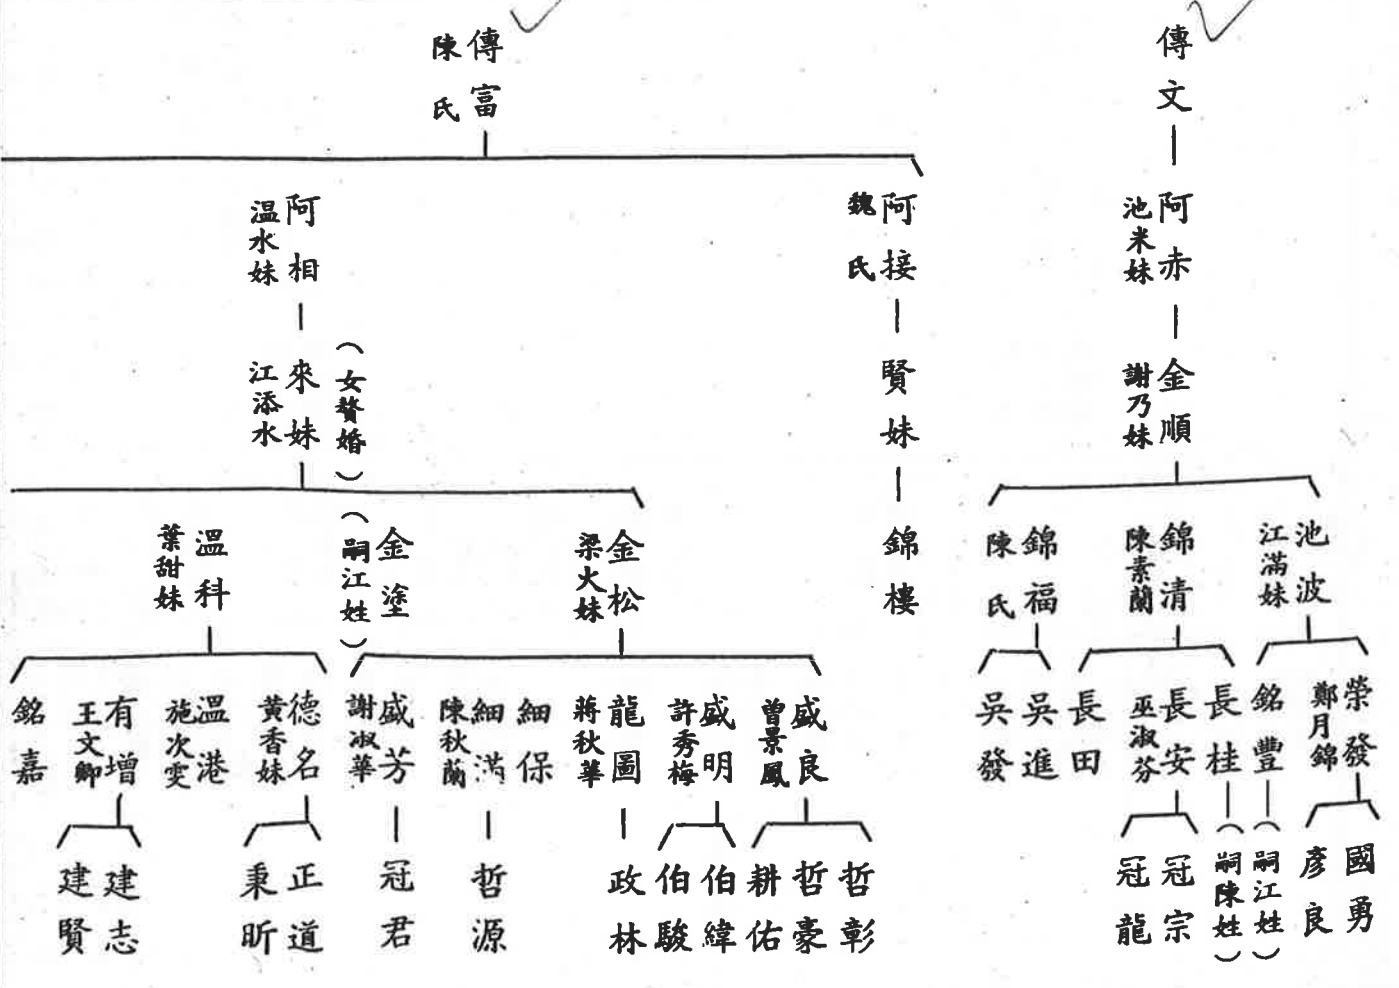 傳文
傳富
陳氏
阿赤
池米妹
阿接
魏氏
阿相
温水妹
金順
謝乃妹
賢妹
(女贅婚)
來妹
江添水
池波
江滿妹
錦清
陳素蘭
錦福
陳氏
錦樓
金松
梁火妹
金塗
(嗣江姓)
溫科
葉甜妹
榮發
鄭月錦
銘豐
長桂
長安
巫淑芬
長田
吳進
吳發
盛良
曾景鳳
盛明
許秀梅
龍圖
蔣秋華
細保
細滿
陳秋蘭
盛芳
謝淑華
德名
黃香妹
溫港
施次雯
有增
王文卿
銘嘉
國勇
彥良
(嗣江姓)
(嗣陳姓)
冠宗
冠龍
哲彰
哲豪
耕佑
伯緯
伯駿
政林
哲源
冠君
正道
秉昕
建志
建賢